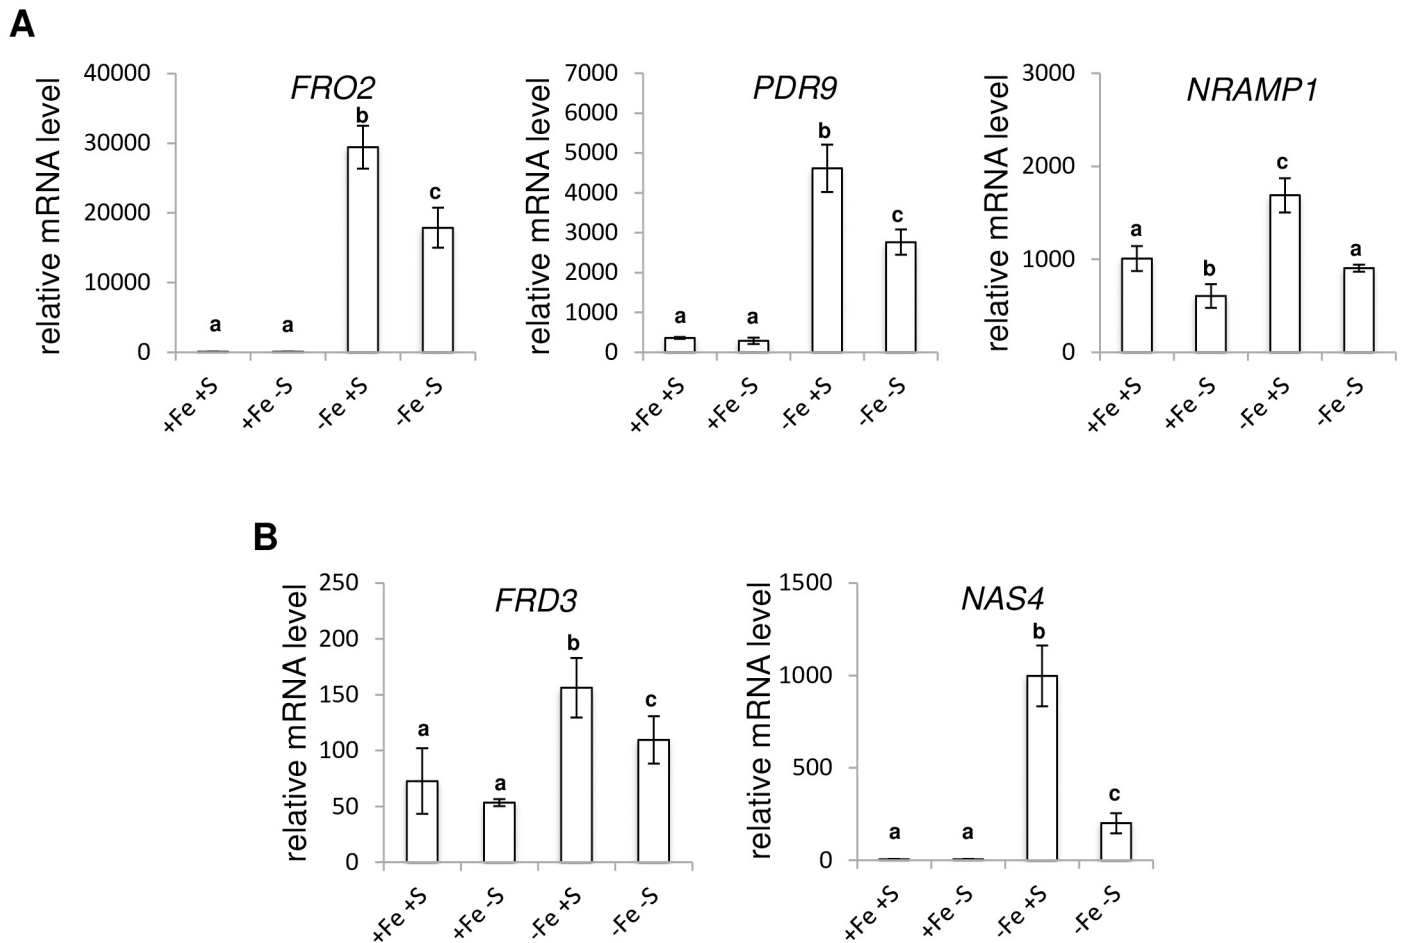 A
relative mRNA level
40000
30000
20000
10000
0
FRO2
a
a
b
c
+Fe +S
+Fe -S
-Fe +S
-Fe -S
relative mRNA level
7000
6000
5000
4000
3000
2000
1000
0
PDR9
a
a
b
c
+Fe +S
+Fe -S
-Fe +S
-Fe -S
relative mRNA level
3000
2000
1000
0
NRAMP1
a
b
c
a
+Fe +S
+Fe -S
-Fe +S
-Fe -S
B
relative mRNA level
250
200
150
100
50
0
FRD3
a
a
b
c
+Fe +S
+Fe -S
-Fe +S
-Fe -S
relative mRNA level
1500
1000
500
0
NAS4
a
a
b
c
+Fe +S
+Fe -S
-Fe +S
-Fe -S